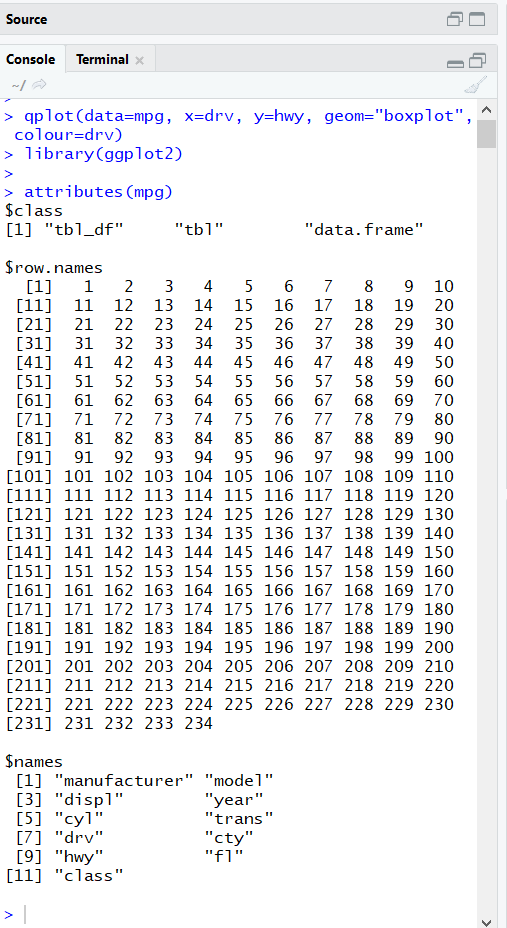 Source
Console Terminal ×
~/
>
> qplot(data=mpg, x=drv, y=hwy, geom="boxplot",
 colour=drv)
> library(ggplot2)
>
> attributes(mpg)
$class
[1] "tbl_df"     "tbl"        "data.frame"

$row.names
  [1]   1   2   3   4   5   6   7   8   9  10
 [11]  11  12  13  14  15  16  17  18  19  20
 [21]  21  22  23  24  25  26  27  28  29  30
 [31]  31  32  33  34  35  36  37  38  39  40
 [41]  41  42  43  44  45  46  47  48  49  50
 [51]  51  52  53  54  55  56  57  58  59  60
 [61]  61  62  63  64  65  66  67  68  69  70
 [71]  71  72  73  74  75  76  77  78  79  80
 [81]  81  82  83  84  85  86  87  88  89  90
 [91]  91  92  93  94  95  96  97  98  99 100
[101] 101 102 103 104 105 106 107 108 109 110
[111] 111 112 113 114 115 116 117 118 119 120
[121] 121 122 123 124 125 126 127 128 129 130
[131] 131 132 133 134 135 136 137 138 139 140
[141] 141 142 143 144 145 146 147 148 149 150
[151] 151 152 153 154 155 156 157 158 159 160
[161] 161 162 163 164 165 166 167 168 169 170
[171] 171 172 173 174 175 176 177 178 179 180
[181] 181 182 183 184 185 186 187 188 189 190
[191] 191 192 193 194 195 196 197 198 199 200
[201] 201 202 203 204 205 206 207 208 209 210
[211] 211 212 213 214 215 216 217 218 219 220
[221] 221 222 223 224 225 226 227 228 229 230
[231] 231 232 233 234

$names
 [1] "manufacturer" "model"
 [3] "displ"        "year"
 [5] "cyl"          "trans"
 [7] "drv"          "cty"
 [9] "hwy"          "fl"
[11] "class"

>